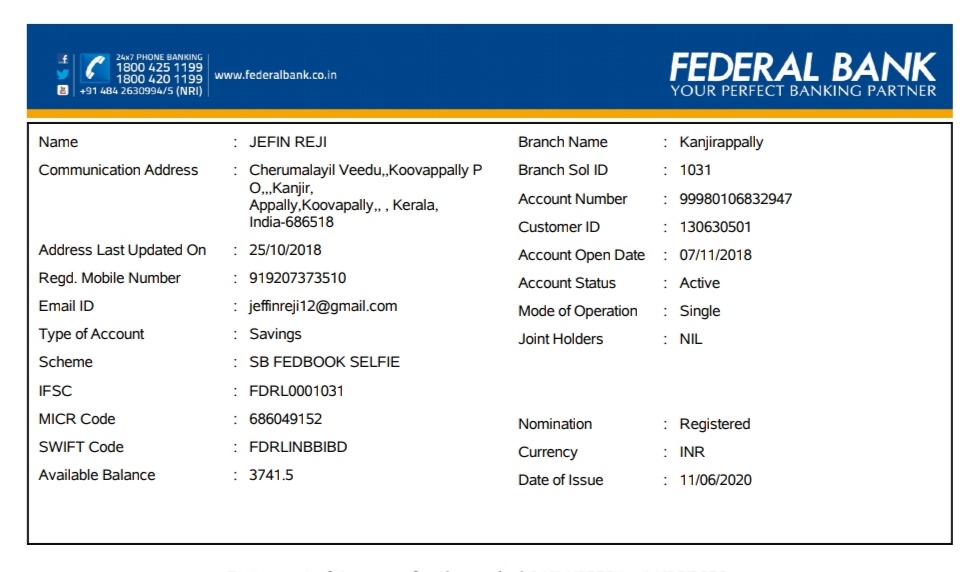 24x7 PHONE BANKING
1800 425 1199
1800 420 1199
+91 484 2630994/5 (NRI)
www.federalbank.co.in
FEDERAL BANK
YOUR PERFECT BANKING PARTNER
Name : JEFIN REJI
Communication Address : Cherumalayil Veedu,,Koovappally P
O,,,Kanjir,
Appally,Koovapally,, , Kerala,
India-686518
Address Last Updated On : 25/10/2018
Regd. Mobile Number : 919207373510
Email ID : jeffinreji12@gmail.com
Type of Account : Savings
Scheme : SB FEDBOOK SELFIE
IFSC : FDRL0001031
MICR Code : 686049152
SWIFT Code : FDRLINBBIBD
Available Balance : 3741.5
Branch Name : Kanjirappally
Branch Sol ID : 1031
Account Number : 99980106832947
Customer ID : 130630501
Account Open Date : 07/11/2018
Account Status : Active
Mode of Operation : Single
Joint Holders : NIL
Nomination : Registered
Currency : INR
Date of Issue : 11/06/2020